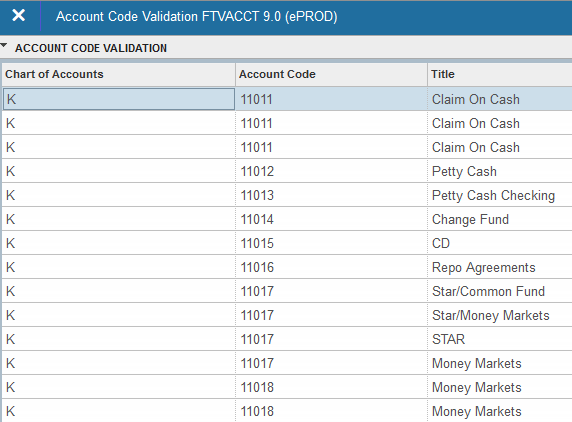 Account Code Validation FTVACCT 9.0 (ePROD)
ACCOUNT CODE VALIDATION
Chart of Accounts Account Code Title
K 11011 Claim On Cash
K 11011 Claim On Cash
K 11011 Claim On Cash
K 11012 Petty Cash
K 11013 Petty Cash Checking
K 11014 Change Fund
K 11015 CD
K 11016 Repo Agreements
K 11017 Star/Common Fund
K 11017 Star/Money Markets
K 11017 STAR
K 11017 Money Markets
K 11018 Money Markets
K 11018 Money Markets